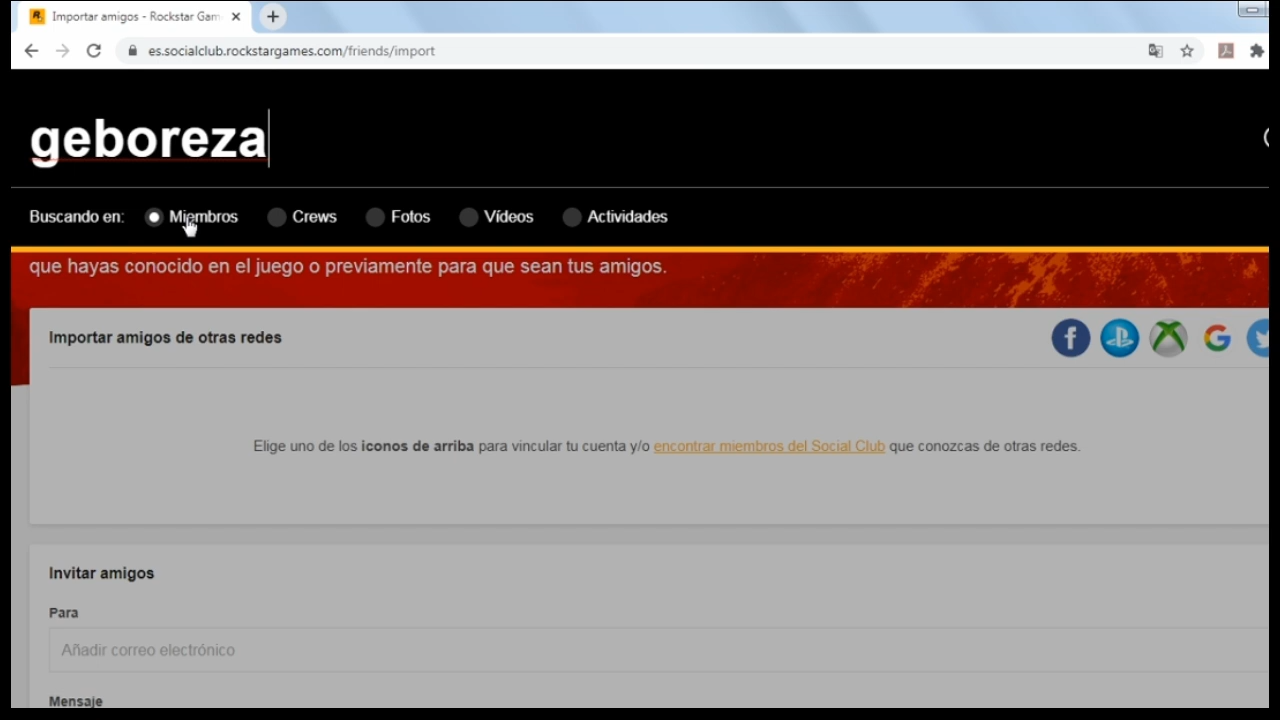 Importar amigos - Rockstar Gam
es.socialclub.rockstargames.com/friends/import
geboreza
Buscando en: Miembros Crews Fotos Vídeos Actividades
que hayas conocido en el juego o previamente para que sean tus amigos.
Importar amigos de otras redes
Elige uno de los iconos de arriba para vincular tu cuenta y/o encontrar miembros del Social Club que conozcas de otras redes.
Invitar amigos
Para
Añadir correo electrónico
Mensaje